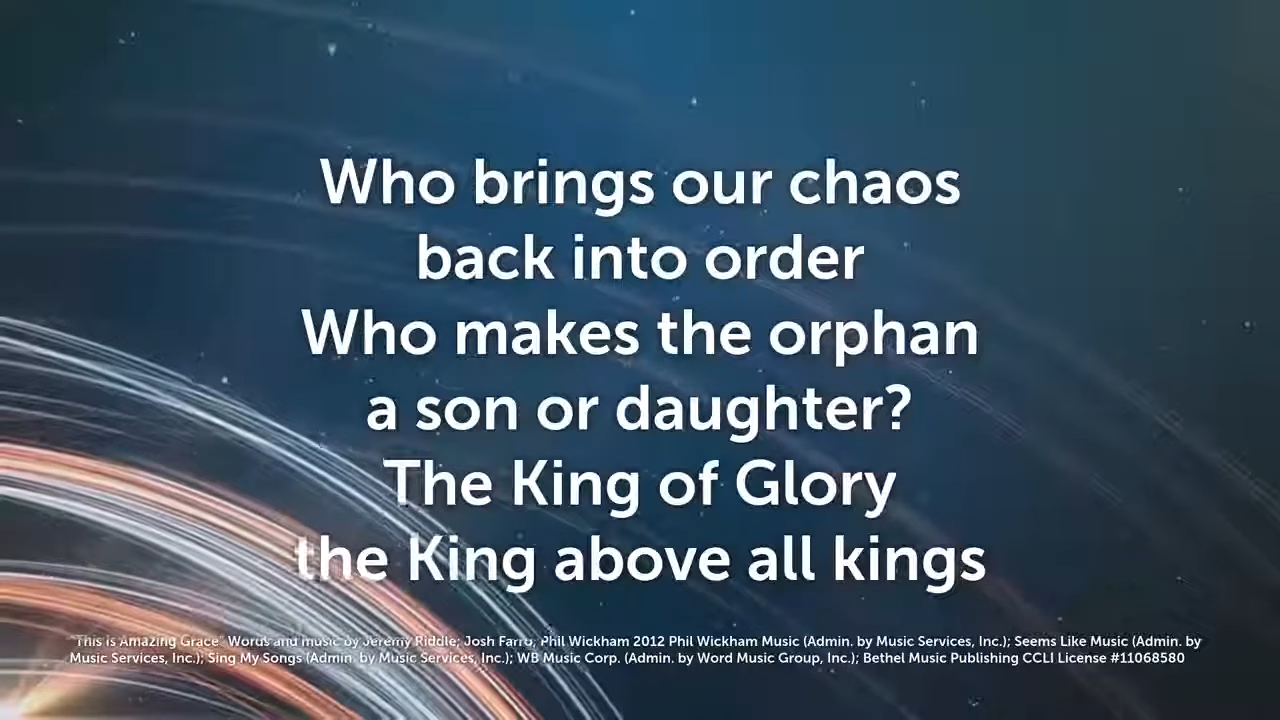 Who brings our chaos
back into order
Who makes the orphan
a son or daughter?
The King of Glory
the King above all kings
"This is Amazing Grace" Words and music by Jeremy Riddle; Josh Farro, Phil Wickham 2012 Phil Wickham Music (Admin. by Music Services, Inc.); Seems Like Music (Admin. by
Music Services, Inc.); Sing My Songs (Admin. by Music Services, Inc.); WB Music Corp. (Admin. by Word Music Group, Inc.); Bethel Music Publishing CCLI License #11068580